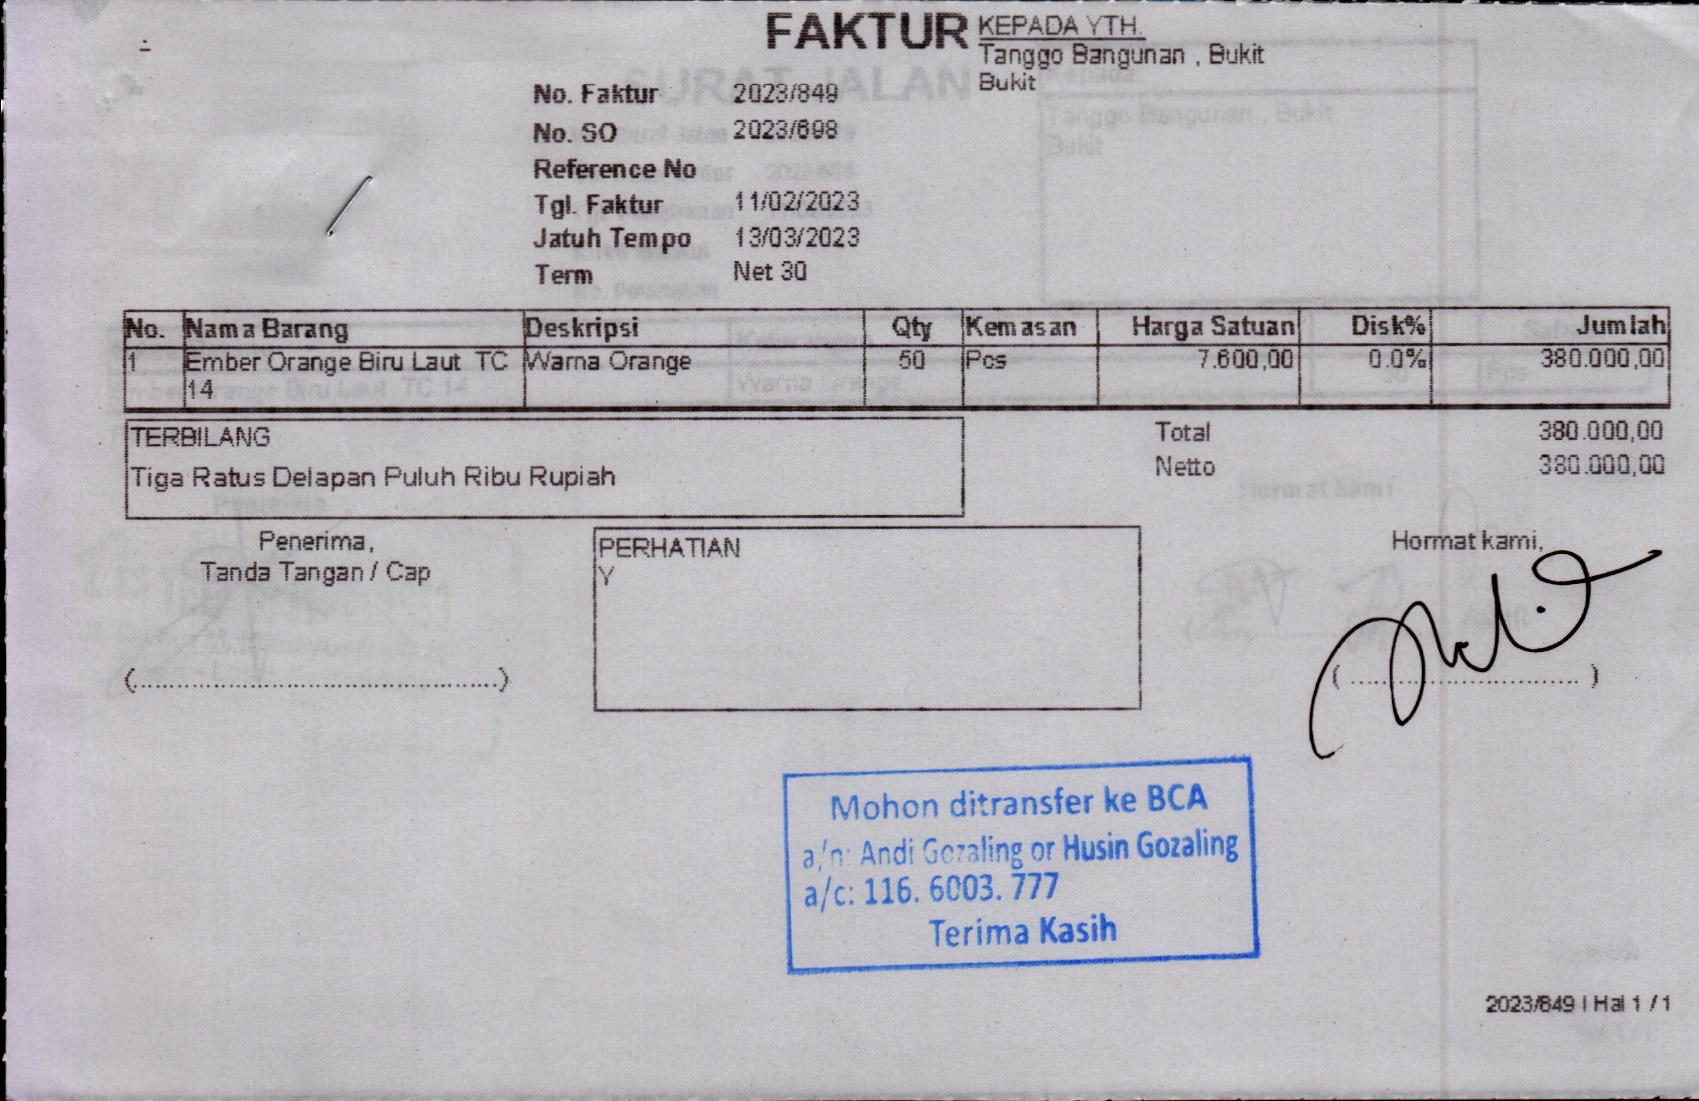 FAKTUR
KEPADA YTH.
Tanggo Bangunan , Bukit
Bukit
No. Faktur 2023/849
No. SO 2023/698
Reference No
Tgl. Faktur 11/02/2023
Jatuh Tempo 13/03/2023
Term Net 30
No. Nama Barang Deskripsi Qty Kemasan Harga Satuan Disk% Jumlah
1 Ember Orange Biru Laut TC Warna Orange 50 Pcs 7.600,00 0.0% 380.000,00
14
TERBILANG
Tiga Ratus Delapan Puluh Ribu Rupiah
Total 380.000,00
Netto 380.000,00
Penerima,
Tanda Tangan / Cap
(..........................................)
PERHATIAN
Y
Hormat kami,
( ............................ )
Mohon ditransfer ke BCA
a/n: Andi Gozaling or Husin Gozaling
a/c: 116. 6003. 777
Terima Kasih
2023/849 | Hal 1 / 1